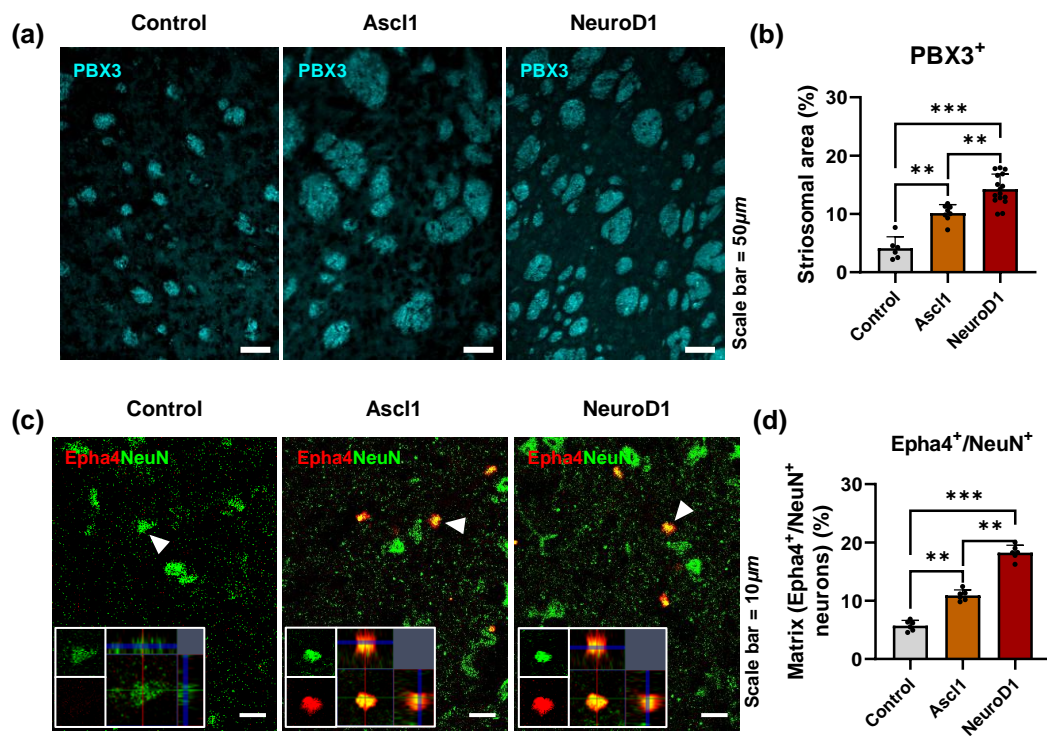 (a)
Control
Ascl1
NeuroD1
PBX3
PBX3
PBX3
Scale bar = 50µm
(b)
PBX3⁺
Striosomal area (%)
30
20
10
0
***
**
**
Control
Ascl1
NeuroD1
(c)
Control
Ascl1
NeuroD1
Epha4NeuN
Epha4NeuN
Epha4NeuN
Scale bar = 10µm
(d)
Epha4⁺/NeuN⁺
Matrix (Epha4⁺/NeuN⁺
neurons) (%)
30
20
10
0
***
**
**
Control
Ascl1
NeuroD1